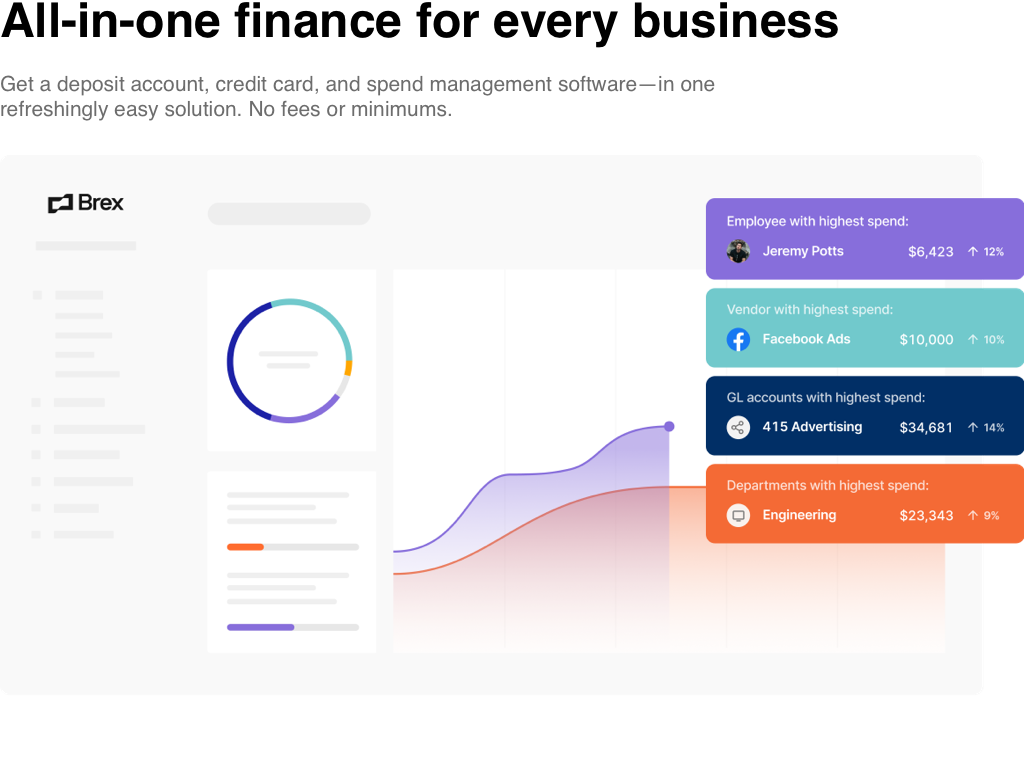 All-in-one finance for every business
Get a deposit account, credit card, and spend management software—in one
refreshingly easy solution. No fees or minimums.
Brex
Employee with highest spend:
Jeremy Potts $6,423 ↑ 12%
Vendor with highest spend:
Facebook Ads $10,000 ↑ 10%
GL accounts with highest spend:
415 Advertising $34,681 ↑ 14%
Departments with highest spend:
Engineering $23,343 ↑ 9%